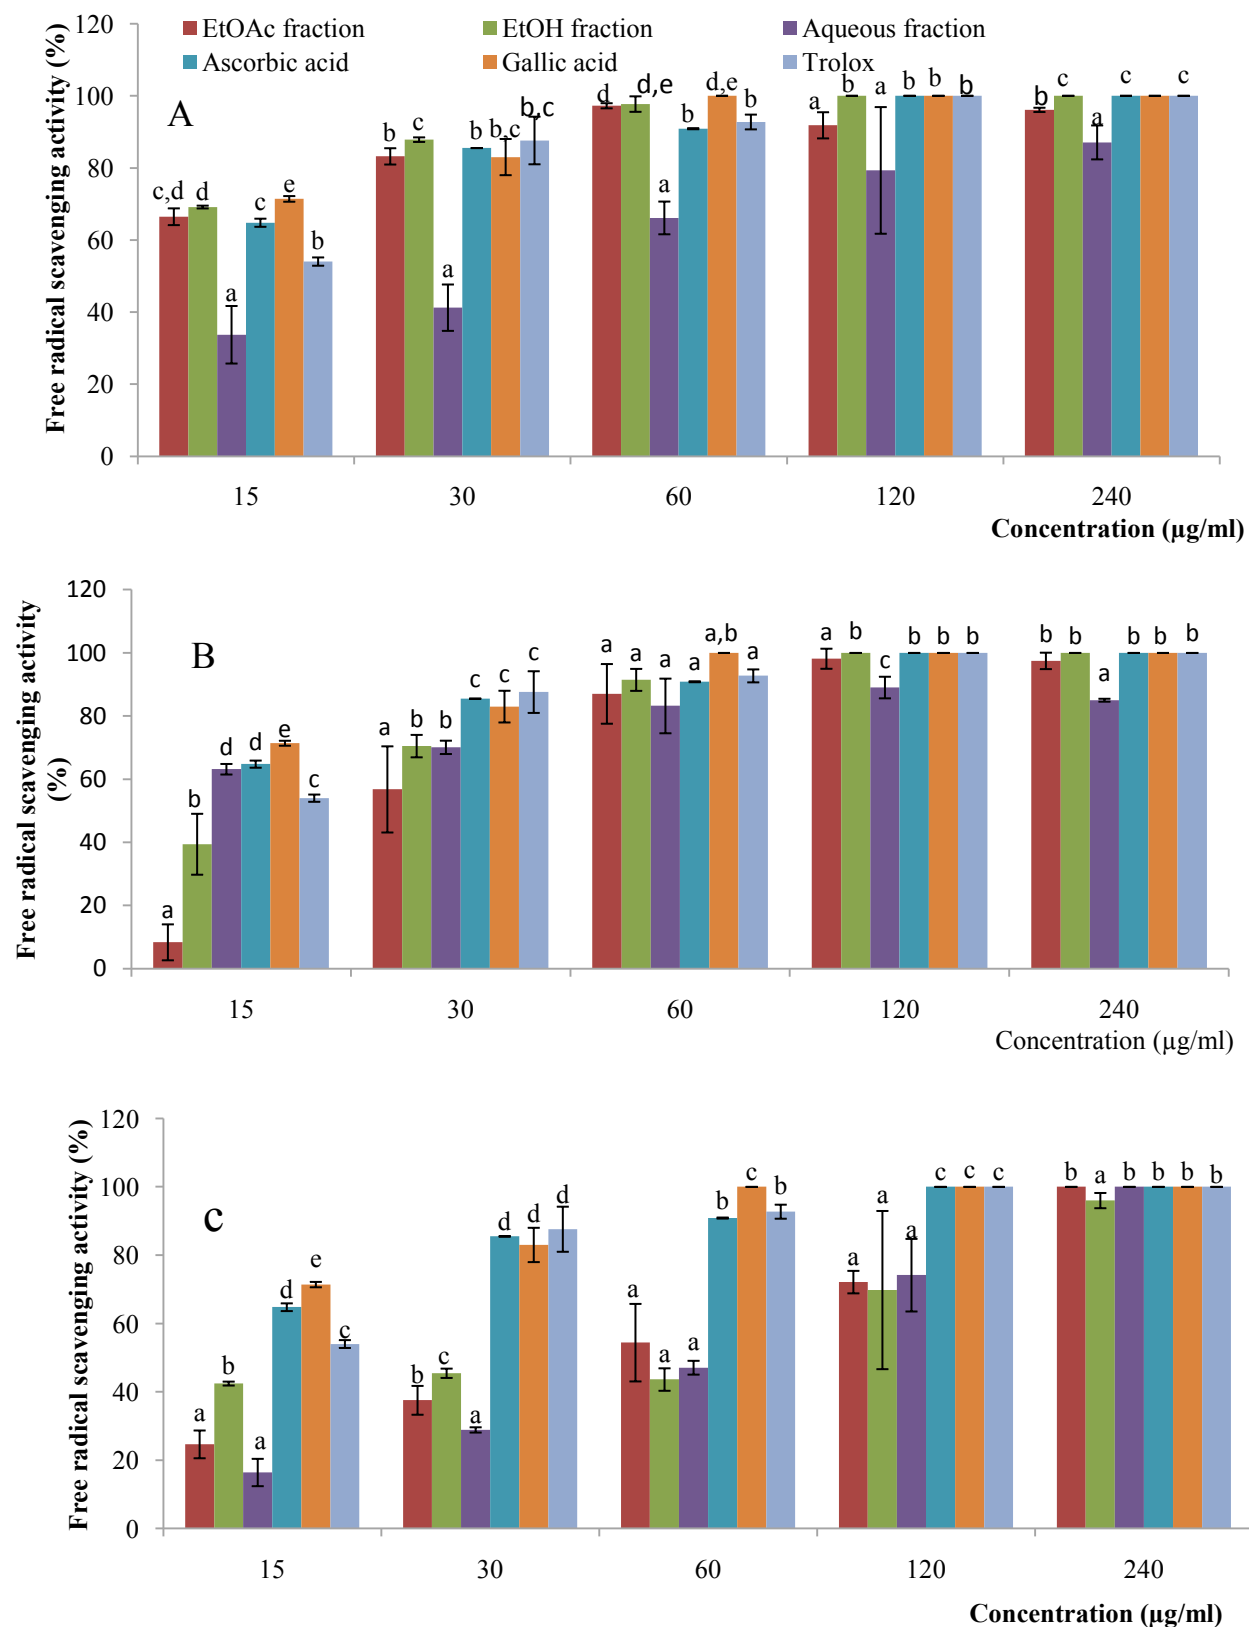 Free radical scavenging activity (%)
120
100
80
60
40
20
0
EtOAc fraction EtOH fraction Aqueous fraction
Ascorbic acid Gallic acid Trolox
A
c,d d a c e b
b c a b b,c b,c
d d,e a b d,e b
a b a b b b
b c a c c
15 30 60 120 240
Concentration (µg/ml)
Free radical scavenging activity
(%)
120
100
80
60
40
20
0
B
a b d d e c
a b b c c c
a a a a a,b a
a b c b b b
b b a b b b
15 30 60 120 240
Concentration (µg/ml)
Free radical scavenging activity (%)
120
100
80
60
40
20
0
c
a b a d e c
b c a d d d
a a a b c b
a a a c c c
b a b b b b
15 30 60 120 240
Concentration (µg/ml)